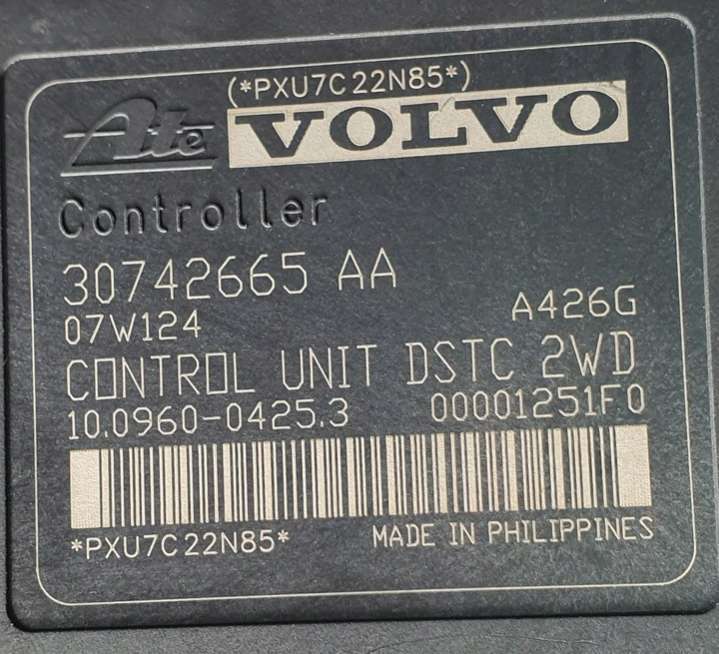 (*PXU7C22N85*)
Ate VOLVO
Controller
30742665 AA
07W124 A426G
CONTROL UNIT DSTC 2WD
10.0960-0425.3 00001251F0
*PXU7C22N85* MADE IN PHILIPPINES